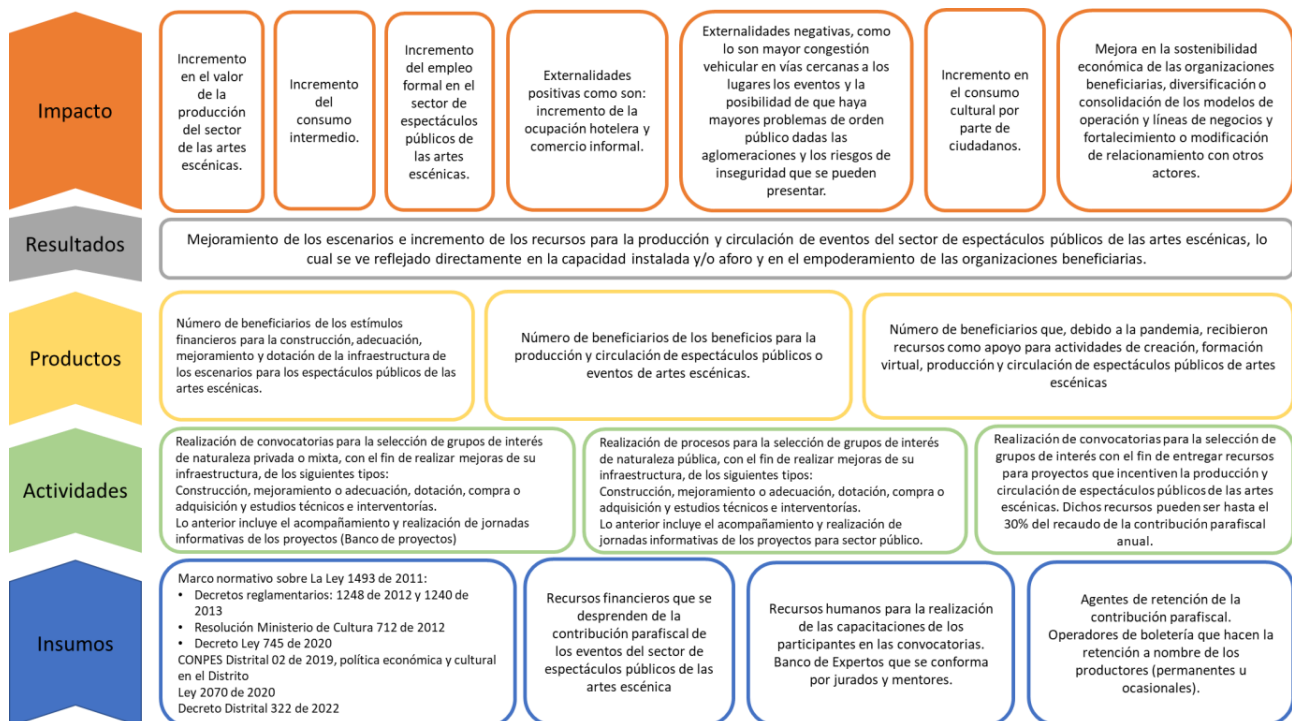 Impacto
Incremento
en el valor
de la
producción
del sector
de las artes
escénicas.
Incremento
del
consumo
intermedio.
Incremento
del empleo
formal en el
sector de
espectáculos
públicos de
las artes
escénicas.
Externalidades
positivas como son:
incremento de la
ocupación hotelera y
comercio informal.
Externalidades negativas, como
lo son mayor congestión
vehicular en vías cercanas a los
lugares los eventos y la
posibilidad de que haya
mayores problemas de orden
público dadas las
aglomeraciones y los riesgos de
inseguridad que se pueden
presentar.
Incremento en
el consumo
cultural por
parte de
ciudadanos.
Mejora en la sostenibilidad
económica de las organizaciones
beneficiarias, diversificación o
consolidación de los modelos de
operación y líneas de negocios y
fortalecimiento o modificación
de relacionamiento con otros
actores.
Resultados
Mejoramiento de los escenarios e incremento de los recursos para la producción y circulación de eventos del sector de espectáculos públicos de las artes escénicas, lo
cual se ve reflejado directamente en la capacidad instalada y/o aforo y en el empoderamiento de las organizaciones beneficiarias.
Productos
Número de beneficiarios de los estímulos
financieros para la construcción, adecuación,
mejoramiento y dotación de la infraestructura de
los escenarios para los espectáculos públicos de las
artes escénicas.
Número de beneficiarios de los beneficios para la
producción y circulación de espectáculos públicos o
eventos de artes escénicas.
Número de beneficiarios que, debido a la pandemia, recibieron
recursos como apoyo para actividades de creación, formación
virtual, producción y circulación de espectáculos públicos de artes
escénicas
Actividades
Realización de convocatorias para la selección de grupos de interés
de naturaleza privada o mixta, con el fin de realizar mejoras de su
infraestructura, de los siguientes tipos:
Construcción, mejoramiento o adecuación, dotación, compra o
adquisición y estudios técnicos e interventorías.
Lo anterior incluye el acompañamiento y realización de jornadas
informativas de los proyectos (Banco de proyectos)
Realización de procesos para la selección de grupos de interés
de naturaleza pública, con el fin de realizar mejoras de su
infraestructura, de los siguientes tipos:
Construcción, mejoramiento o adecuación, dotación, compra o
adquisición y estudios técnicos e interventorías.
Lo anterior incluye el acompañamiento y realización de
jornadas informativas de los proyectos para sector público.
Realización de convocatorias para la selección de
grupos de interés con el fin de entregar recursos
para proyectos que incentiven la producción y
circulación de espectáculos públicos de las artes
escénicas. Dichos recursos pueden ser hasta el
30% del recaudo de la contribución parafiscal
anual.
Insumos
Marco normativo sobre La Ley 1493 de 2011:
• Decretos reglamentarios: 1248 de 2012 y 1240 de
2013
• Resolución Ministerio de Cultura 712 de 2012
• Decreto Ley 745 de 2020
CONPES Distrital 02 de 2019, política económica y cultural
en el Distrito
Ley 2070 de 2020
Decreto Distrital 322 de 2022
Recursos financieros que se
desprenden de la
contribución parafiscal de
los eventos del sector de
espectáculos públicos de las
artes escénica
Recursos humanos para la realización
de las capacitaciones de los
participantes en las convocatorias.
Banco de Expertos que se conforma
por jurados y mentores.
Agentes de retención de la
contribución parafiscal.
Operadores de boletería que hacen la
retención a nombre de los
productores (permanentes u
ocasionales).